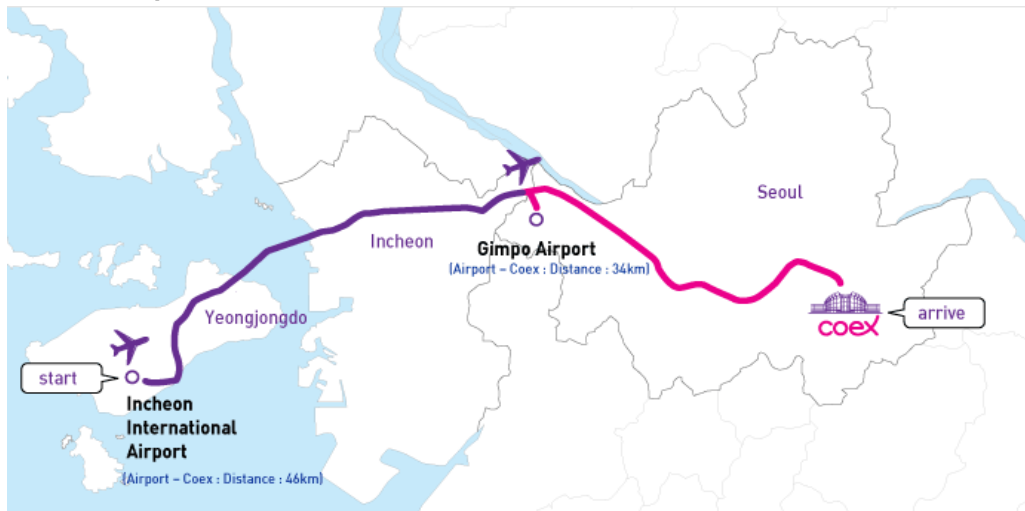 Seoul
Incheon
Gimpo Airport
(Airport – Coex : Distance : 34km)
Yeongjongdo
coex
arrive
start
Incheon
International
Airport
(Airport – Coex : Distance : 46km)